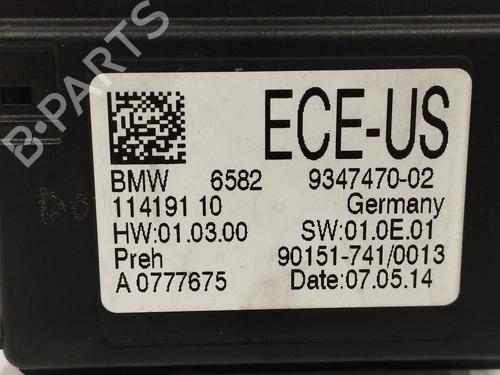 B-PARTS
ECE-US
BMW 6582 9347470-02
114191 10 Germany
HW:01.03.00 SW:01.0E.01
Preh 90151-741/0013
A 0777675 Date:07.05.14